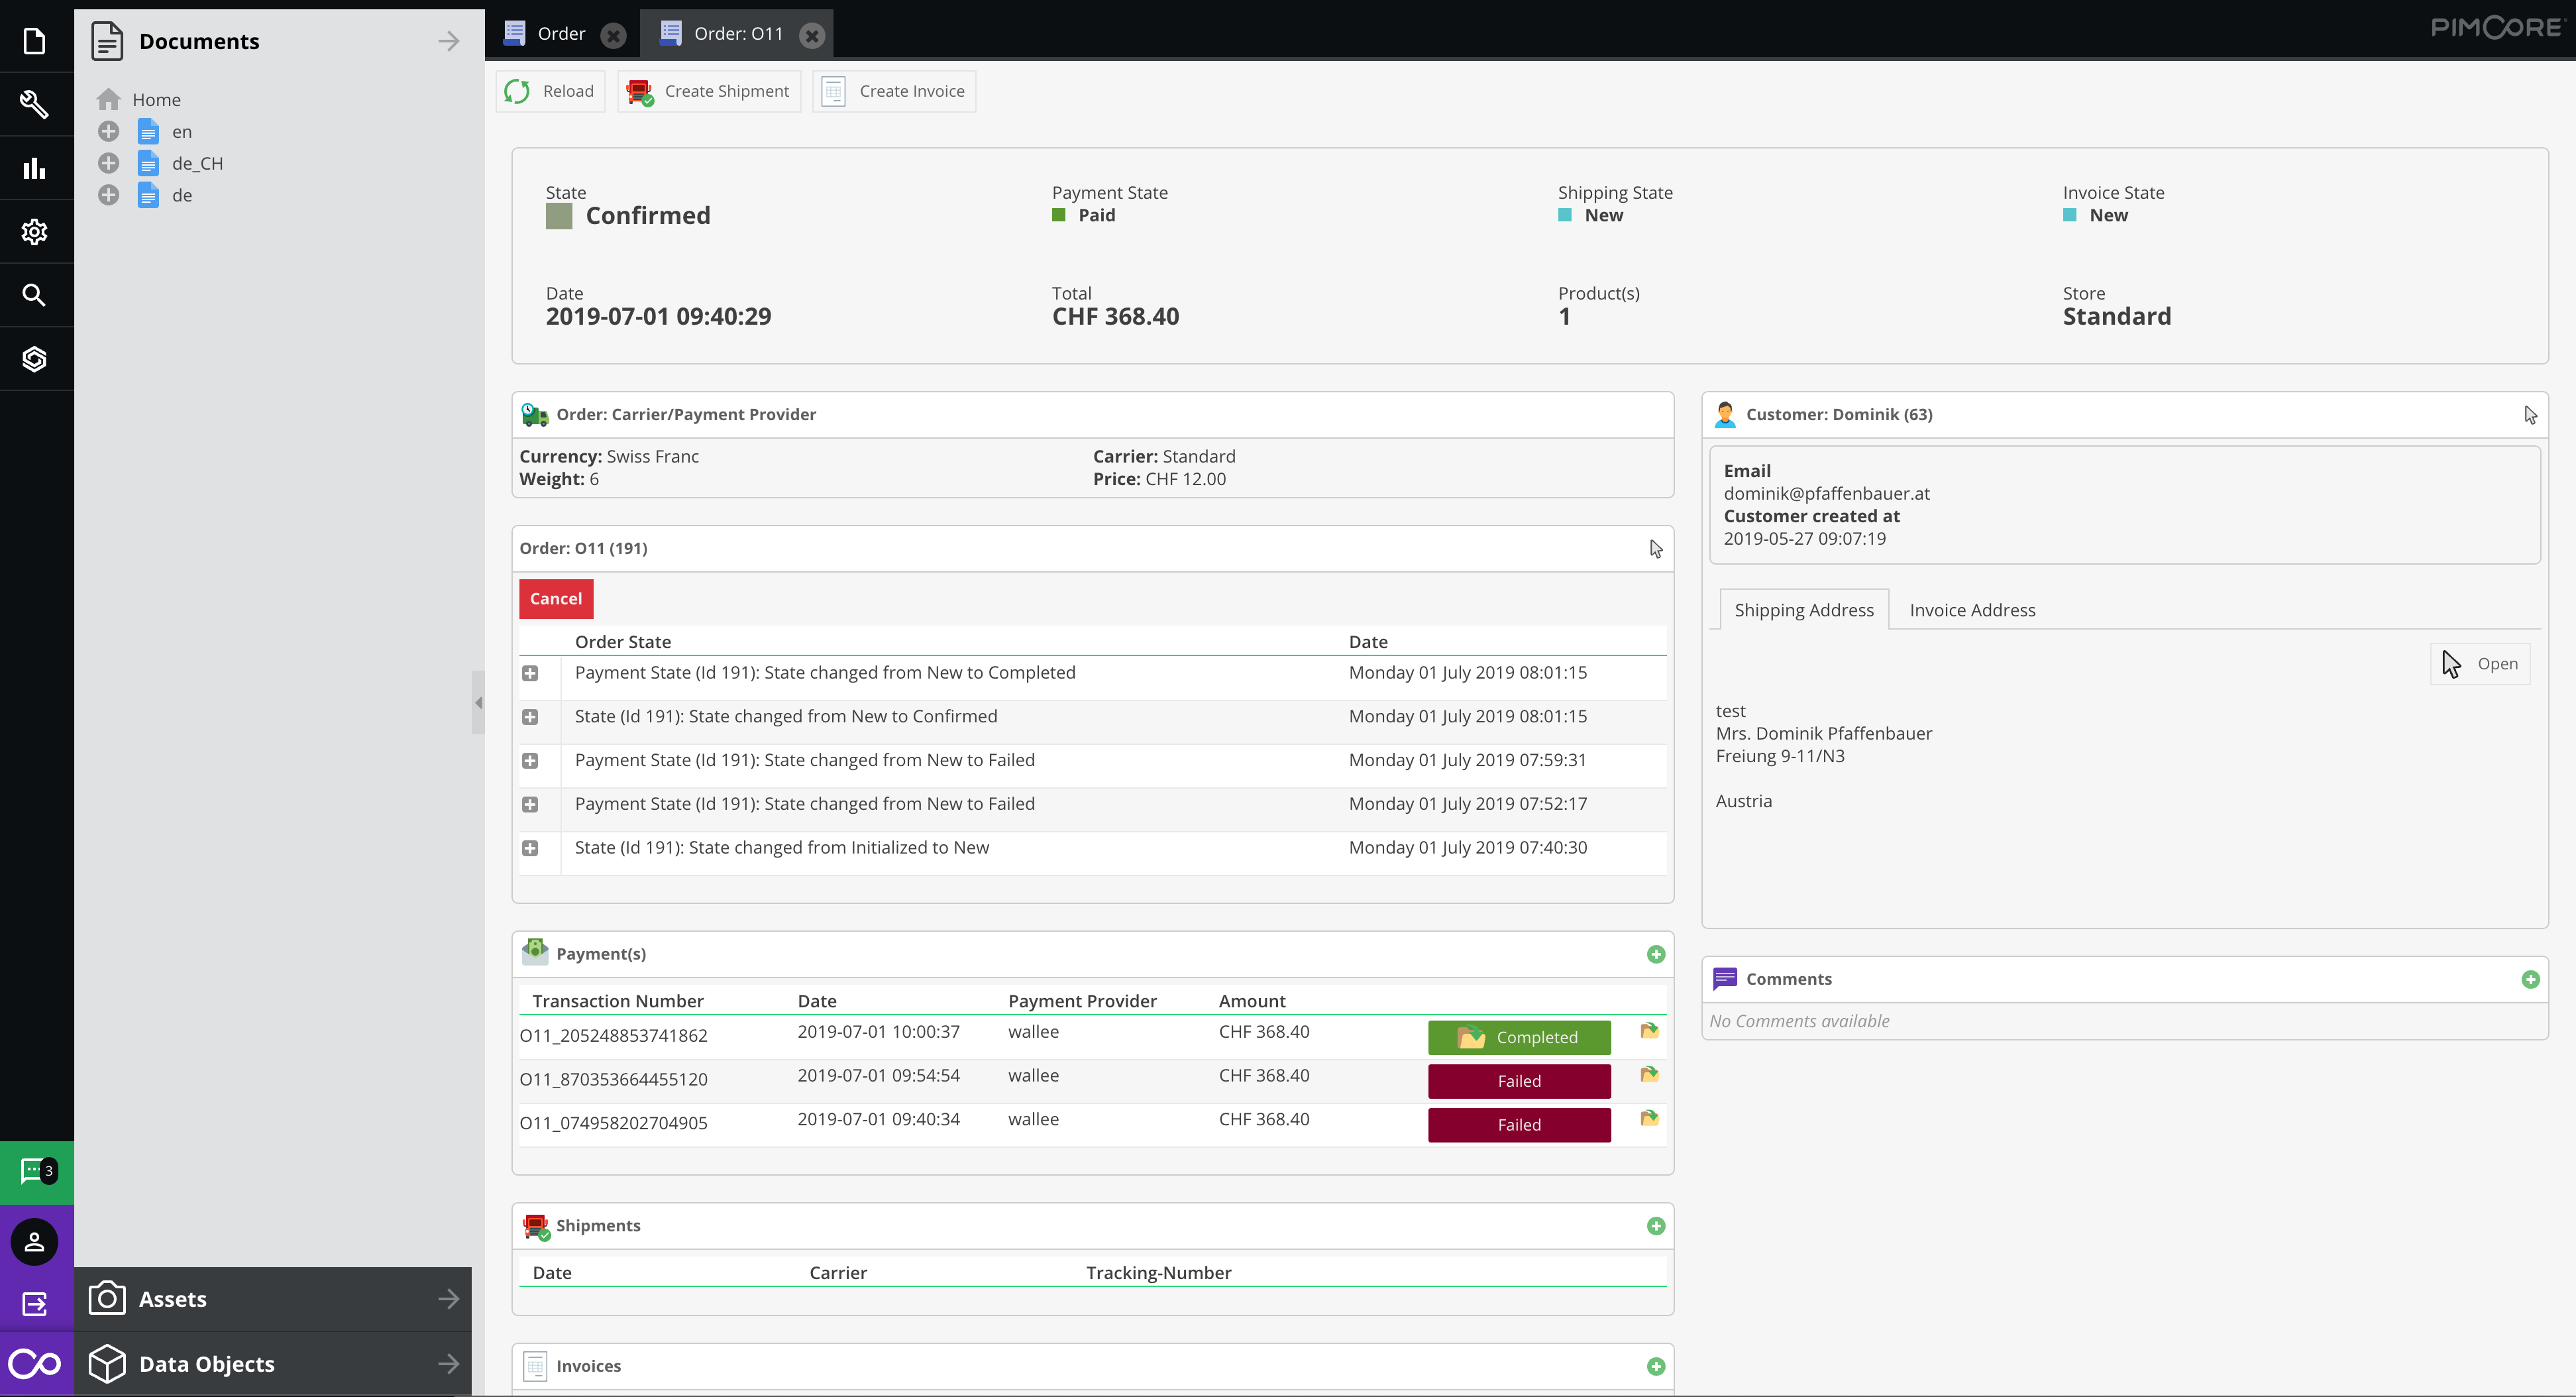 Documents
Home
en
de_CH
de
3
Assets
Data Objects
Order
Order: O11
PIMCORE
Reload
Create Shipment
Create Invoice
State
Confirmed
Payment State
Paid
Shipping State
New
Invoice State
New
Date
2019-07-01 09:40:29
Total
CHF 368.40
Product(s)
1
Store
Standard
Order: Carrier/Payment Provider
Currency: Swiss Franc
Carrier: Standard
Weight: 6
Price: CHF 12.00
Order: O11 (191)
Cancel
Order State Date
Payment State (Id 191): State changed from New to Completed Monday 01 July 2019 08:01:15
State (Id 191): State changed from New to Confirmed Monday 01 July 2019 08:01:15
Payment State (Id 191): State changed from New to Failed Monday 01 July 2019 07:59:31
Payment State (Id 191): State changed from New to Failed Monday 01 July 2019 07:52:17
State (Id 191): State changed from Initialized to New Monday 01 July 2019 07:40:30
Payment(s)
Transaction Number Date Payment Provider Amount
O11_205248853741862 2019-07-01 10:00:37 wallee CHF 368.40 Completed
O11_870353664455120 2019-07-01 09:54:54 wallee CHF 368.40 Failed
O11_074958202704905 2019-07-01 09:40:34 wallee CHF 368.40 Failed
Shipments
Date Carrier Tracking-Number
Invoices
Customer: Dominik (63)
Email
dominik@pfaffenbauer.at
Customer created at
2019-05-27 09:07:19
Shipping Address
Invoice Address
Open
test
Mrs. Dominik Pfaffenbauer
Freiung 9-11/N3
Austria
Comments
No Comments available